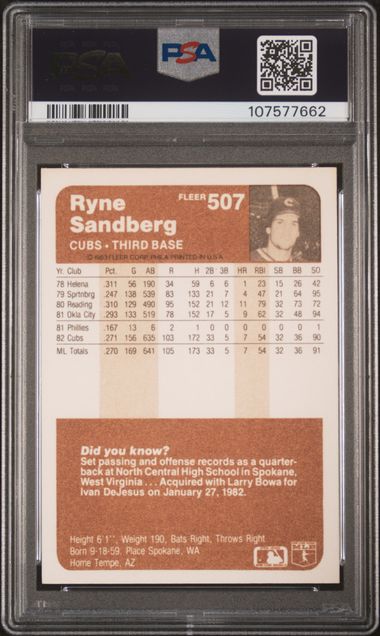 PSA
PSA
107577662
Ryne
Sandberg
FLEER 507
CUBS • THIRD BASE
© 1983 FLEER CORP. PHILA PRINTED IN U.S.A.
Yr. Club Pct. G AB R H 2B 3B HR RBI SB BB SO
78 Helena .311 56 190 34 59 6 6 1 23 15 26 42
79 Sprtnbrg .247 138 539 83 133 21 7 4 47 21 64 95
80 Reading .310 129 490 95 152 21 12 11 79 32 73 72
81 Okla City .293 133 519 78 152 17 5 9 62 32 48 94
81 Phillies .167 13 6 2 1 0 0 0 0 0 0 1
82 Cubs .271 156 635 103 172 33 5 7 54 32 36 90
ML Totals .270 169 641 105 173 33 5 7 54 32 36 91
Did you know?
Set passing and offense records as a quarter-
back at North Central High School in Spokane,
West Virginia . . . Acquired with Larry Bowa for
Ivan DeJesus on January 27, 1982.
Height 6'1", Weight 190, Bats Right, Throws Right
Born 9-18-59, Place Spokane, WA
Home Tempe, AZ